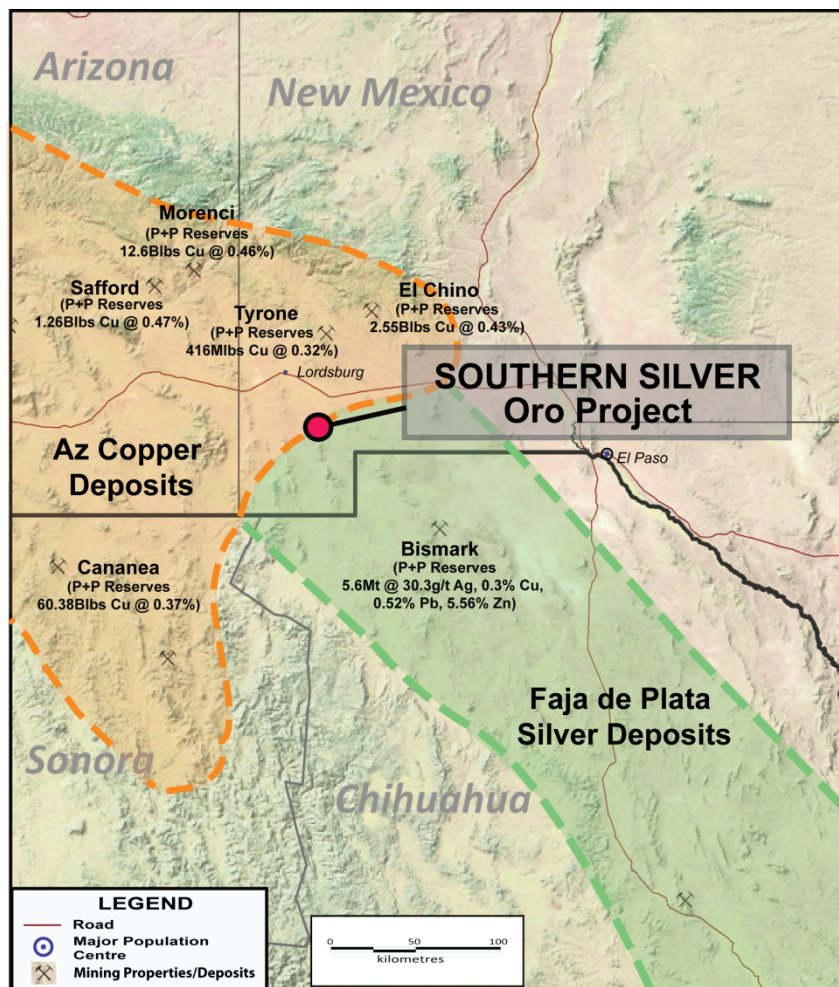 Arizona
New Mexico
Morenci
(P+P Reserves
12.6Blbs Cu @ 0.46%)
Safford
(P+P Reserves
1.26Blbs Cu @ 0.47%)
Tyrone
(P+P Reserves
416Mlbs Cu @ 0.32%)
El Chino
(P+P Reserves
2.55Blbs Cu @ 0.43%)
Lordsburg
SOUTHERN SILVER
Oro Project
Az Copper
Deposits
El Paso
Cananea
(P+P Reserves
60.38Blbs Cu @ 0.37%)
Bismark
(P+P Reserves
5.6Mt @ 30.3g/t Ag, 0.3% Cu,
0.52% Pb, 5.56% Zn)
Faja de Plata
Silver Deposits
Sonora
Chihuahua
LEGEND
Road
Major Population
Centre
Mining Properties/Deposits
0 50 100
kilometres